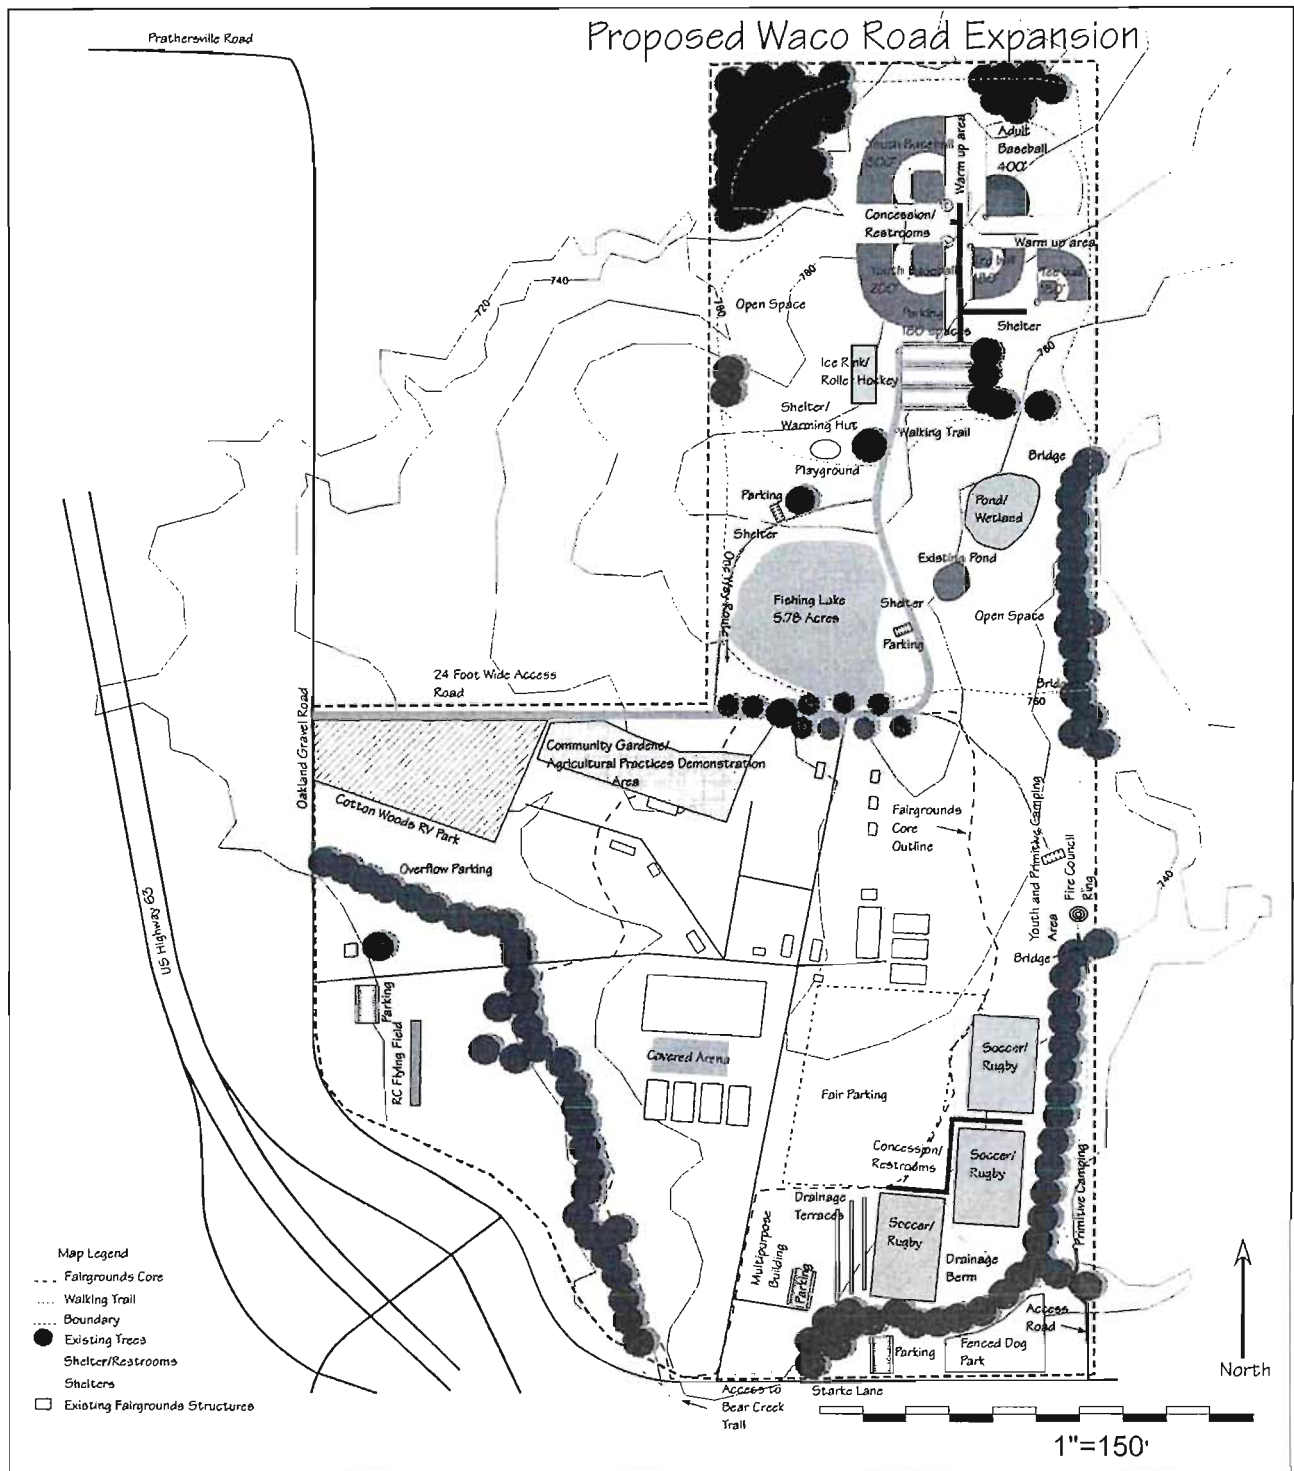 Prathersville Road
Proposed Waco Road Expansion
Youth Baseball
300'
Warm up area
Adult
Baseball
400'
Concession/
Restrooms
Warm up area
Youth Baseball
200'
Tee ball
150'
780'
780'
Open Space
740'
720'
Parking
180 spaces
Shelter
760'
Ice Rink/
Roller Hockey
Shelter/
Warming Hut
Walking Trail
Bridge
Playground
Parking
Pond/
Wetland
Shelter
One Way Route
Existing Pond
Fishing Lake
5.78 Acres
Shelter
Open Space
Parking
24 Foot Wide Access
Road
760'
Oakland Gravel Road
Community Gardens/
Agricultural Practices Demonstration
Area
Cotton Woods RV Park
Fairgrounds
Core
Outline
Youth and Primitive Camping
Area
Fire Council
Ring
740'
Overflow Parking
US Highway 63
Bridge
Parking
RC Flying Field
Covered Arena
Soccer/
Rugby
Fair Parking
Concession/
Restrooms
Soccer/
Rugby
Primitive Camping
Drainage
Terraces
Soccer/
Rugby
Multipurpose
Building
Parking
Drainage
Berm
Access
Road
Parking
Fenced Dog
Park
Map Legend
Fairgrounds Core
Walking Trail
Boundary
Existing Trees
Shelter/Restrooms
Shelters
Existing Fairgrounds Structures
North
Access to
Bear Creek
Trail
Starke Lane
1"=150'